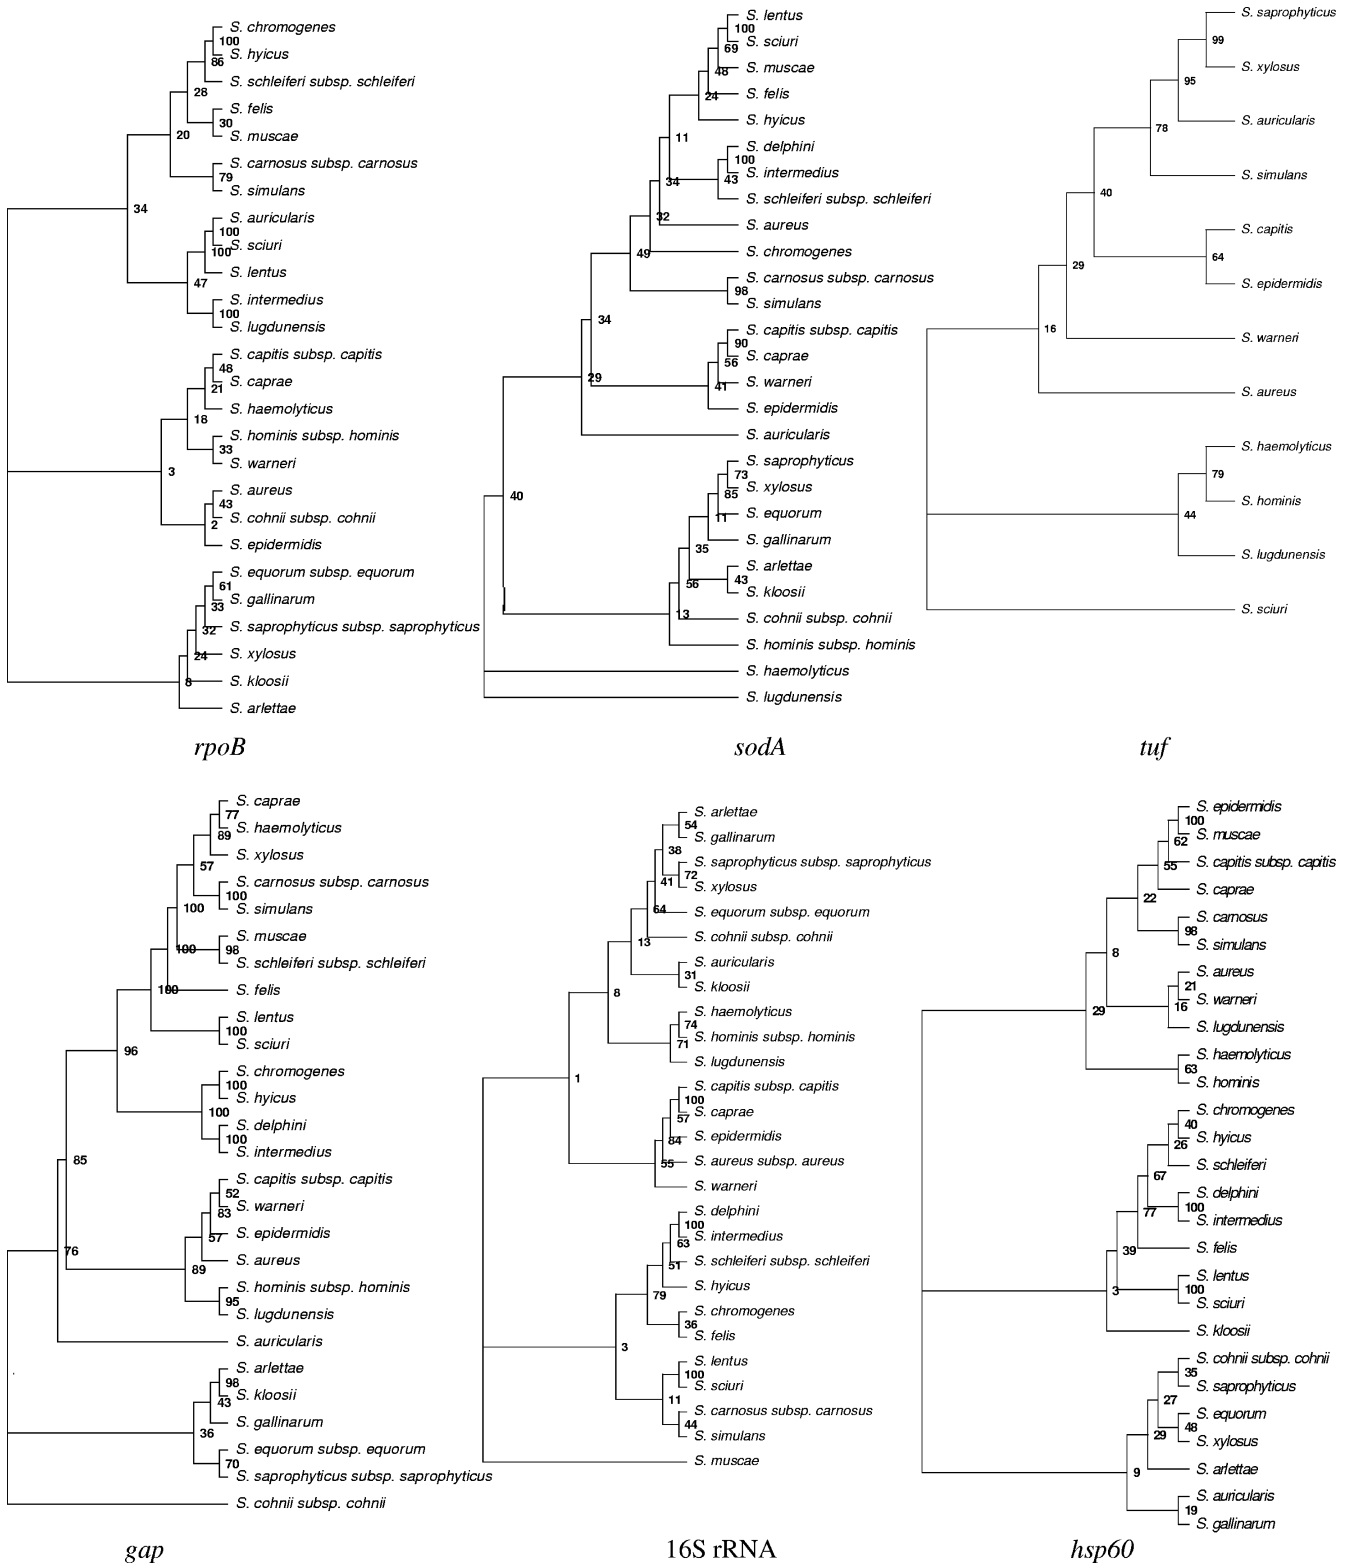 S. chromogenes
100
S. hyicus
86
S. schleiferi subsp. schleiferi
28
S. felis
30
S. muscae
20
S. carnosus subsp. carnosus
79
S. simulans
34
S. auricularis
100
S. sciuri
100
S. lentus
47
S. intermedius
100
S. lugdunensis
S. capitis subsp. capitis
48
S. caprae
21
S. haemolyticus
18
S. hominis subsp. hominis
33
S. warneri
3
S. aureus
43
S. cohnii subsp. cohnii
2
S. epidermidis
S. equorum subsp. equorum
61
S. gallinarum
33
S. saprophyticus subsp. saprophyticus
32
S. xylosus
24
S. kloosii
8
S. arlettae
rpoB
S. lentus
100
S. sciuri
69
S. muscae
48
S. felis
24
S. hyicus
11
S. delphini
100
S. intermedius
43
S. schleiferi subsp. schleiferi
34
S. aureus
32
S. chromogenes
49
S. carnosus subsp. carnosus
98
S. simulans
34
S. capitis subsp. capitis
90
S. caprae
56
S. warneri
41
S. epidermidis
29
S. auricularis
40
S. saprophyticus
73
S. xylosus
85
S. equorum
11
S. gallinarum
35
S. arlettae
43
S. kloosii
56
S. cohnii subsp. cohnii
13
S. hominis subsp. hominis
S. haemolyticus
S. lugdunensis
sodA
S. saprophyticus
99
S. xylosus
95
S. auricularis
78
S. simulans
40
S. capitis
64
S. epidermidis
29
S. warneri
16
S. aureus
S. haemolyticus
79
S. hominis
44
S. lugdunensis
S. sciuri
tuf
S. caprae
77
S. haemolyticus
89
S. xylosus
57
S. carnosus subsp. carnosus
100
S. simulans
100
S. muscae
98
S. schleiferi subsp. schleiferi
100
S. felis
100
S. lentus
100
S. sciuri
96
S. chromogenes
100
S. hyicus
100
S. delphini
100
S. intermedius
85
S. capitis subsp. capitis
52
S. warneri
83
S. epidermidis
57
S. aureus
89
S. hominis subsp. hominis
95
S. lugdunensis
76
S. auricularis
S. arlettae
98
S. kloosii
43
S. gallinarum
36
S. equorum subsp. equorum
70
S. saprophyticus subsp. saprophyticus
S. cohnii subsp. cohnii
gap
S. arlettae
54
S. gallinarum
38
S. saprophyticus subsp. saprophyticus
72
41
S. xylosus
64
S. equorum subsp. equorum
S. cohnii subsp. cohnii
13
S. auricularis
31
S. kloosii
8
S. haemolyticus
74
S. hominis subsp. hominis
71
S. lugdunensis
1
S. capitis subsp. capitis
100
S. caprae
57
S. epidermidis
84
S. aureus subsp. aureus
55
S. warneri
S. delphini
100
S. intermedius
63
S. schleiferi subsp. schleiferi
51
S. hyicus
79
S. chromogenes
36
S. felis
3
S. lentus
100
S. sciuri
11
S. carnosus subsp. carnosus
44
S. simulans
S. muscae
16S rRNA
S. epidermidis
100
S. muscae
62
S. capitis subsp. capitis
55
S. caprae
22
S. carnosus
98
S. simulans
8
S. aureus
21
S. warneri
16
S. lugdunensis
29
S. haemolyticus
63
S. hominis
S. chromogenes
40
S. hyicus
26
S. schleiferi
67
S. delphini
100
77
S. intermedius
39
S. felis
S. lentus
100
3
S. sciuri
S. kloosii
S. cohnii subsp. cohnii
35
S. saprophyticus
27
S. equorum
48
29
S. xylosus
S. arlettae
9
S. auricularis
19
S. gallinarum
hsp60